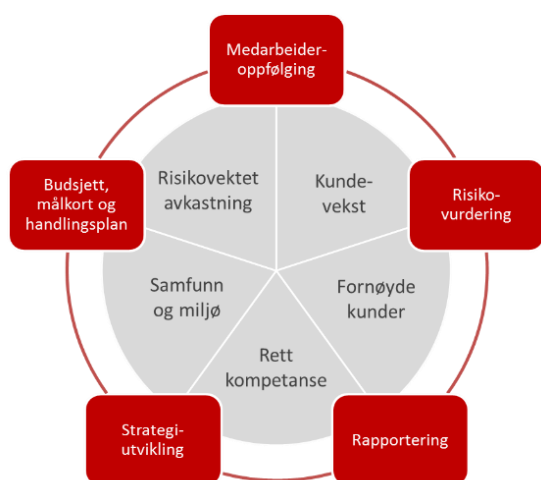 Medarbeider-
oppfølging
Risikovektet
avkastning
Kunde-
vekst
Budsjett,
målkort og
handlingsplan
Risiko-
vurdering
Samfunn
og miljø
Fornøyde
kunder
Rett
kompetanse
Strategi-
utvikling
Rapportering